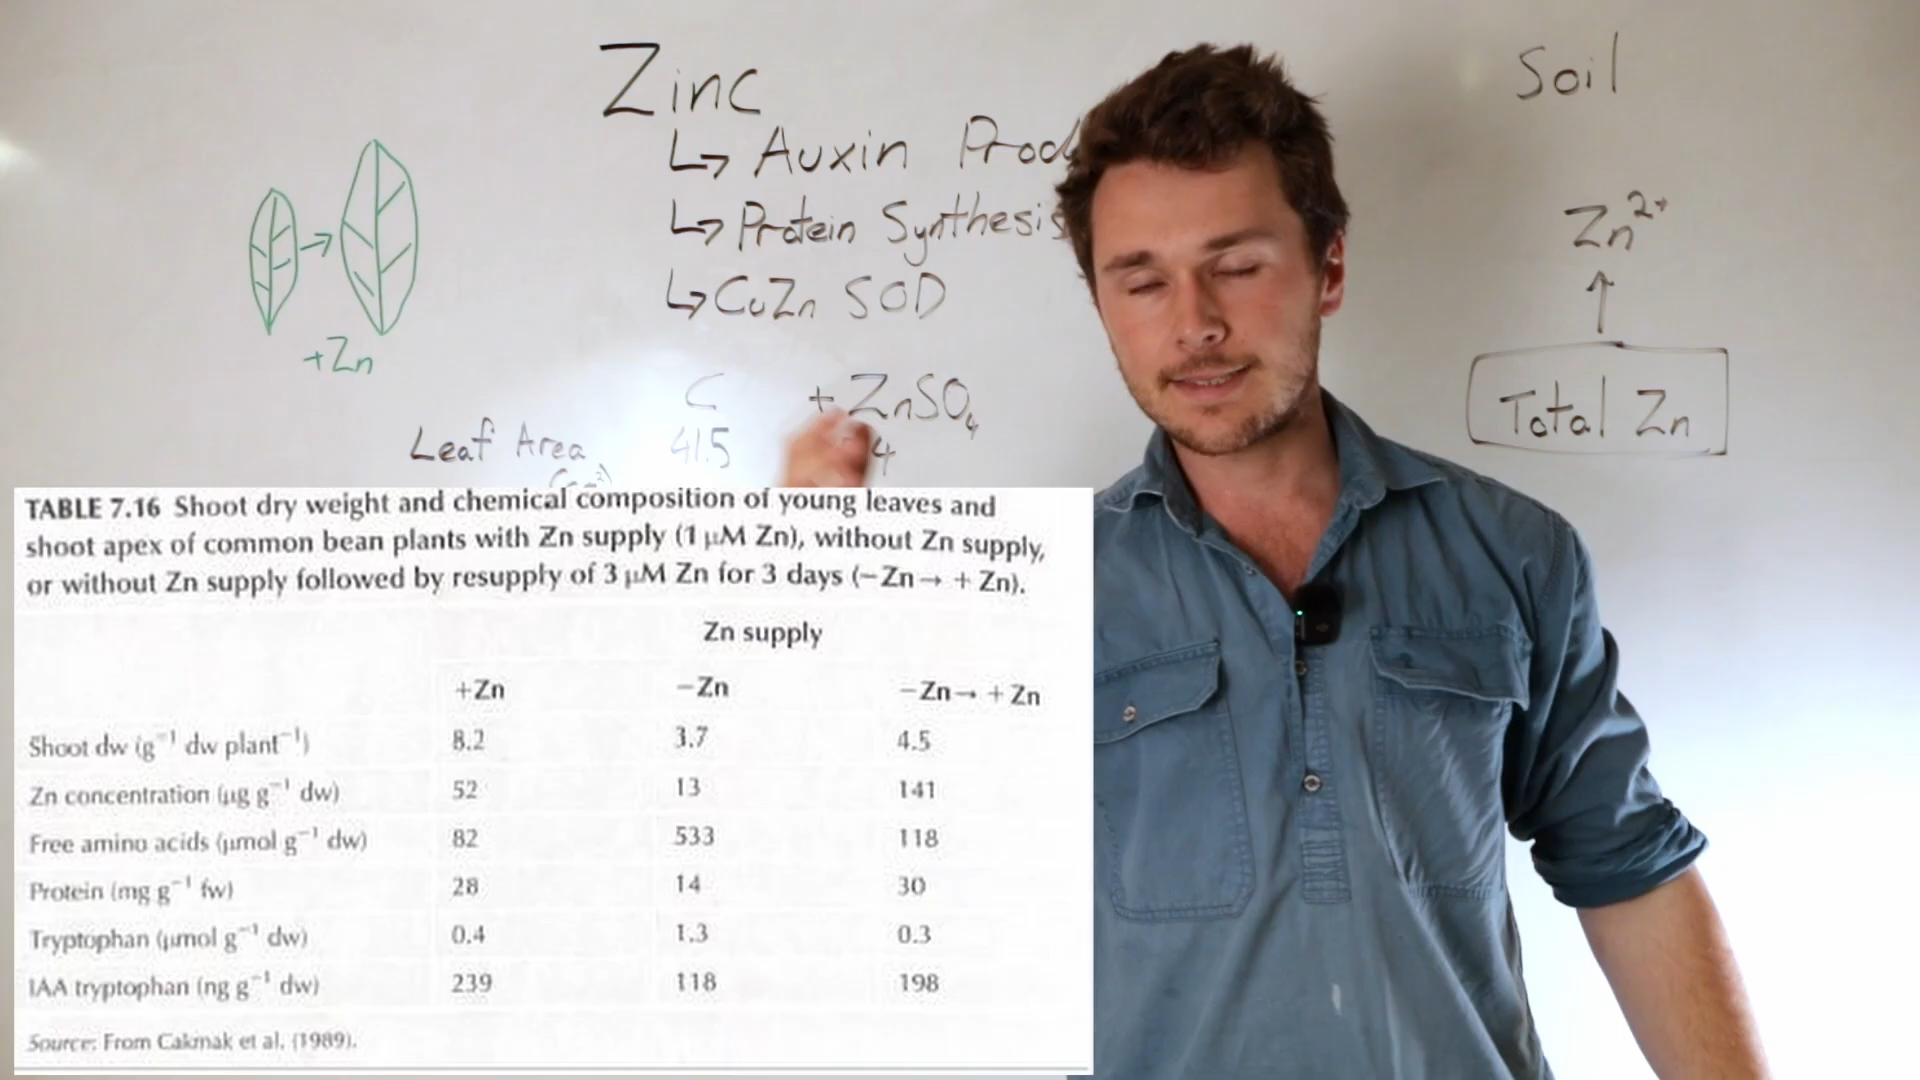 Zinc
↳ Auxin Prod
↳ Protein Synthesis
↳ CuZn SOD
+Zn
C + ZnSO4
Leaf Area 41.5 4
Soil
Zn2+
↑
Total Zn
TABLE 7.16 Shoot dry weight and chemical composition of young leaves and
shoot apex of common bean plants with Zn supply (1 µM Zn), without Zn supply,
or without Zn supply followed by resupply of 3 µM Zn for 3 days (−Zn→ + Zn).
Zn supply
+Zn −Zn −Zn→ + Zn
Shoot dw (g⁻¹ dw plant⁻¹) 8.2 3.7 4.5
Zn concentration (µg g⁻¹ dw) 52 13 141
Free amino acids (µmol g⁻¹ dw) 82 533 118
Protein (mg g⁻¹ fw) 28 14 30
Tryptophan (µmol g⁻¹ dw) 0.4 1.3 0.3
IAA tryptophan (ng g⁻¹ dw) 239 118 198
Source: From Cakmak et al. (1989).